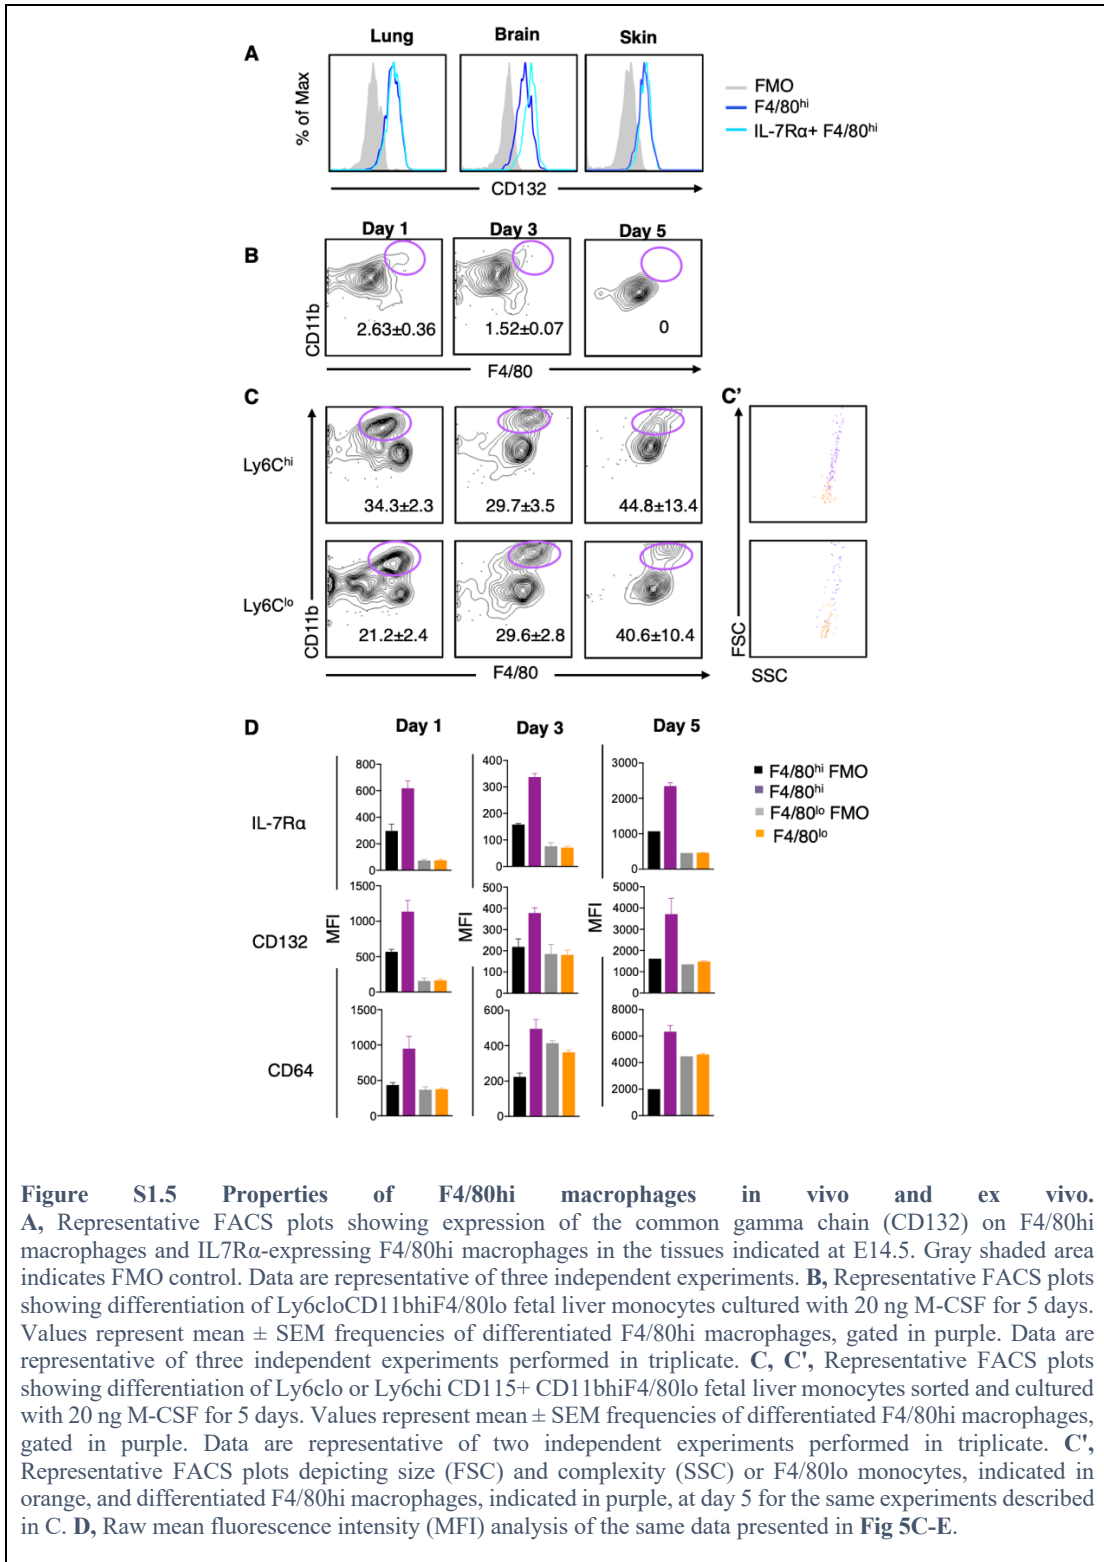 A
Lung
Brain
Skin
% of Max
FMO
F4/80hi
IL-7Rα+ F4/80hi
CD132
B
Day 1
Day 3
Day 5
CD11b
2.63±0.36
1.52±0.07
0
F4/80
C
C'
Ly6Chi
34.3±2.3
29.7±3.5
44.8±13.4
Ly6Clo
CD11b
21.2±2.4
29.6±2.8
40.6±10.4
F4/80
FSC
SSC
D
Day 1
Day 3
Day 5
F4/80hi FMO
F4/80hi
F4/80lo FMO
F4/80lo
IL-7Rα
800
600
400
200
0
400
300
200
100
0
3000
2000
1000
0
CD132
MFI
1500
1000
500
0
MFI
500
400
300
200
100
0
MFI
5000
4000
3000
2000
1000
0
CD64
1500
1000
500
0
600
400
200
0
8000
6000
4000
2000
0
Figure S1.5 Properties of F4/80hi macrophages in vivo and ex vivo.
A, Representative FACS plots showing expression of the common gamma chain (CD132) on F4/80hi
macrophages and IL7Rα-expressing F4/80hi macrophages in the tissues indicated at E14.5. Gray shaded area
indicates FMO control. Data are representative of three independent experiments. B, Representative FACS plots
showing differentiation of Ly6cloCD11bhiF4/80lo fetal liver monocytes cultured with 20 ng M-CSF for 5 days.
Values represent mean ± SEM frequencies of differentiated F4/80hi macrophages, gated in purple. Data are
representative of three independent experiments performed in triplicate. C, C', Representative FACS plots
showing differentiation of Ly6clo or Ly6chi CD115+ CD11bhiF4/80lo fetal liver monocytes sorted and cultured
with 20 ng M-CSF for 5 days. Values represent mean ± SEM frequencies of differentiated F4/80hi macrophages,
gated in purple. Data are representative of two independent experiments performed in triplicate. C',
Representative FACS plots depicting size (FSC) and complexity (SSC) or F4/80lo monocytes, indicated in
orange, and differentiated F4/80hi macrophages, indicated in purple, at day 5 for the same experiments described
in C. D, Raw mean fluorescence intensity (MFI) analysis of the same data presented in Fig 5C-E.